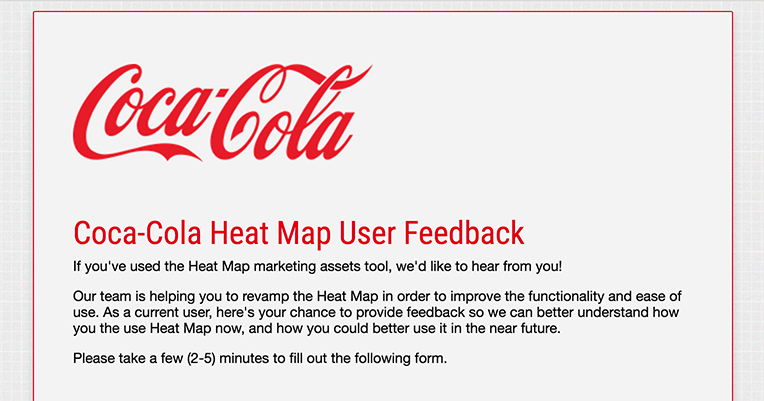 Coca-Cola
Coca-Cola Heat Map User Feedback
If you've used the Heat Map marketing assets tool, we'd like to hear from you!
Our team is helping you to revamp the Heat Map in order to improve the functionality and ease of
use. As a current user, here's your chance to provide feedback so we can better understand how
you the use Heat Map now, and how you could better use it in the near future.
Please take a few (2-5) minutes to fill out the following form.